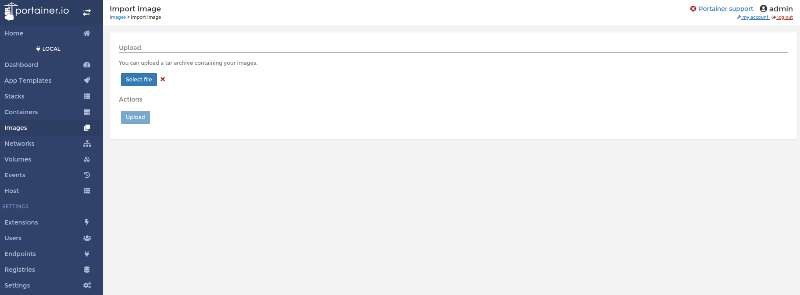 portainer.io
Import image
Images > Import image
Portainer support
admin
my account
log out
Home
LOCAL
Dashboard
App Templates
Stacks
Containers
Images
Networks
Volumes
Events
Host
SETTINGS
Extensions
Users
Endpoints
Registries
Settings
Upload
You can upload a tar archive containing your images.
Select file
Actions
Upload